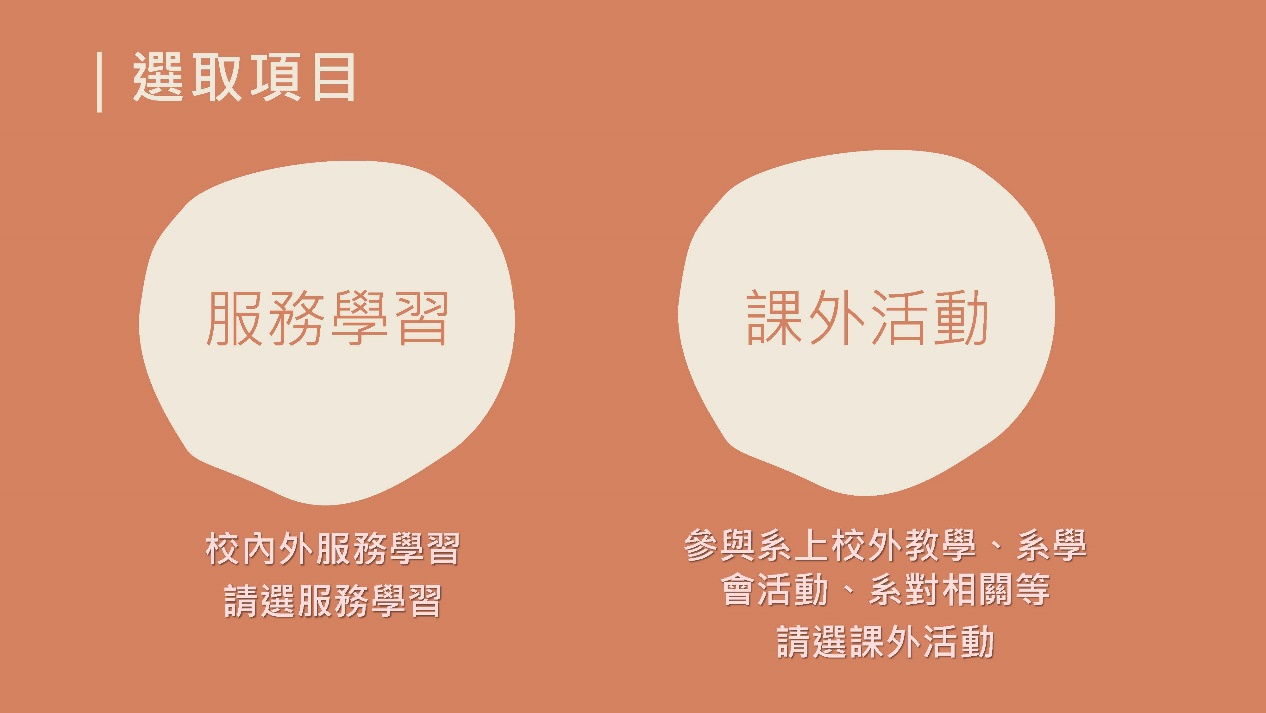 選取項目
服務學習
校內外服務學習
請選服務學習
課外活動
參與系上校外教學、系學
會活動、系對相關等
請選課外活動